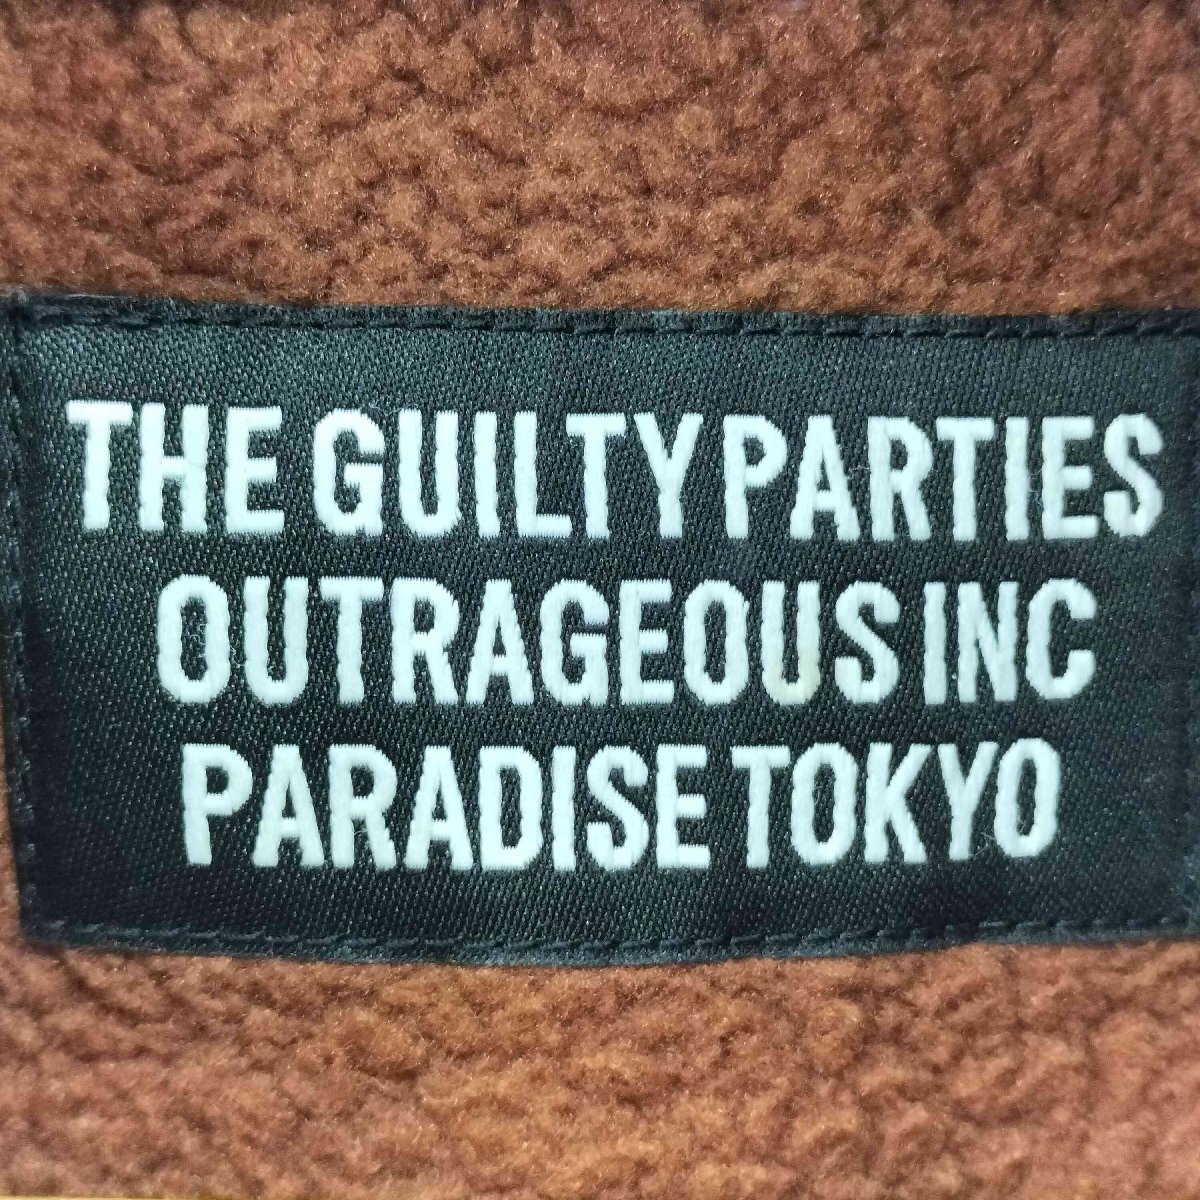 THE GUILTY PARTIES
OUTRAGEOUS INC
PARADISE TOKYO